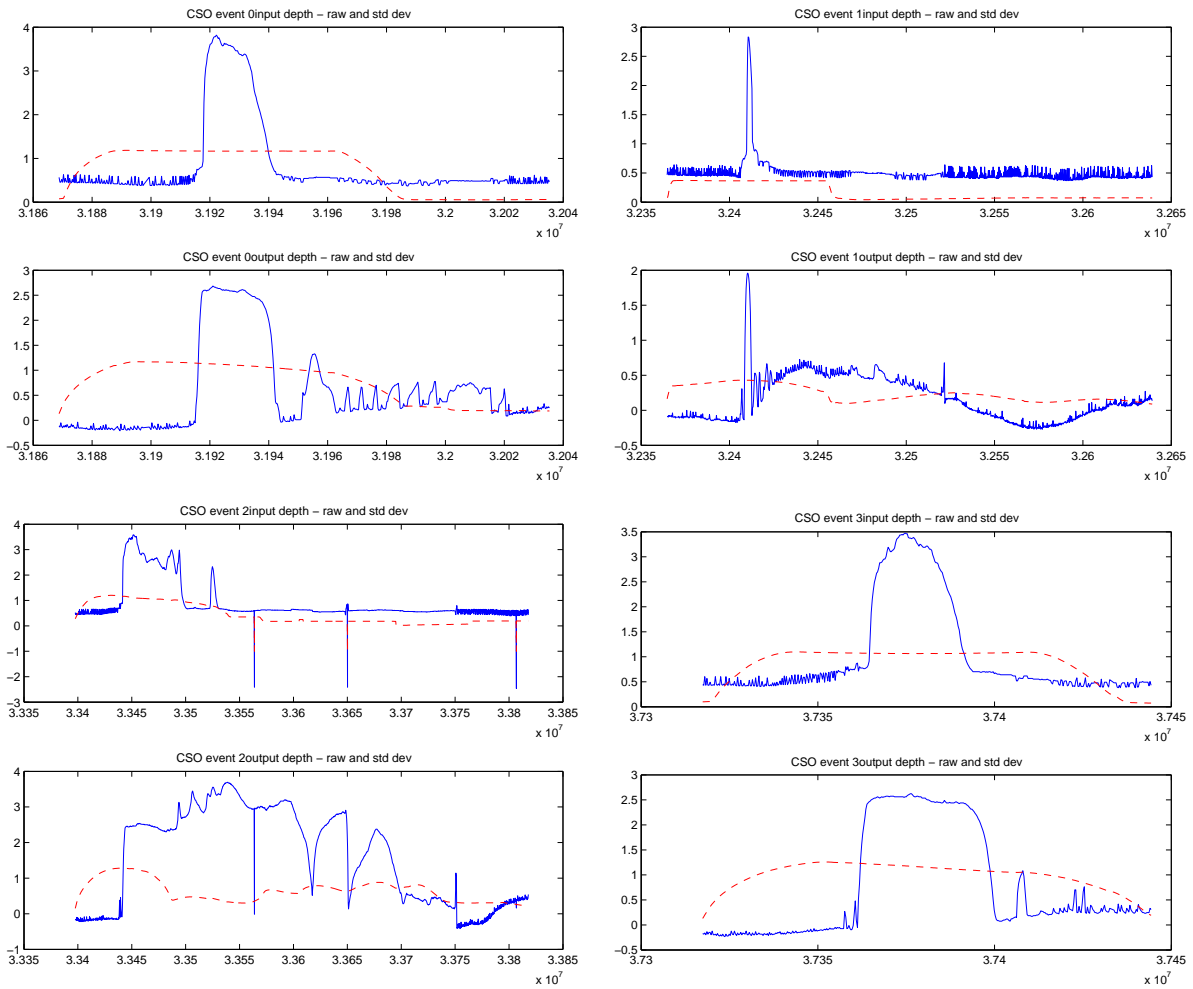 CSO event 0input depth − raw and std dev
4
3
2
1
0
3.186 3.188 3.19 3.192 3.194 3.196 3.198 3.2 3.202 3.204
x 10^7
CSO event 1input depth − raw and std dev
3
2.5
2
1.5
1
0.5
0
3.235 3.24 3.245 3.25 3.255 3.26 3.265
x 10^7
CSO event 0output depth − raw and std dev
3
2.5
2
1.5
1
0.5
0
−0.5
3.186 3.188 3.19 3.192 3.194 3.196 3.198 3.2 3.202 3.204
x 10^7
CSO event 1output depth − raw and std dev
2
1.5
1
0.5
0
−0.5
3.235 3.24 3.245 3.25 3.255 3.26 3.265
x 10^7
CSO event 2input depth − raw and std dev
4
3
2
1
0
−1
−2
−3
3.335 3.34 3.345 3.35 3.355 3.36 3.365 3.37 3.375 3.38 3.385
x 10^7
CSO event 3input depth − raw and std dev
3.5
3
2.5
2
1.5
1
0.5
0
3.73 3.735 3.74 3.745
x 10^7
CSO event 2output depth − raw and std dev
4
3
2
1
0
−1
3.335 3.34 3.345 3.35 3.355 3.36 3.365 3.37 3.375 3.38 3.385
x 10^7
CSO event 3output depth − raw and std dev
3
2.5
2
1.5
1
0.5
0
−0.5
3.73 3.735 3.74 3.745
x 10^7